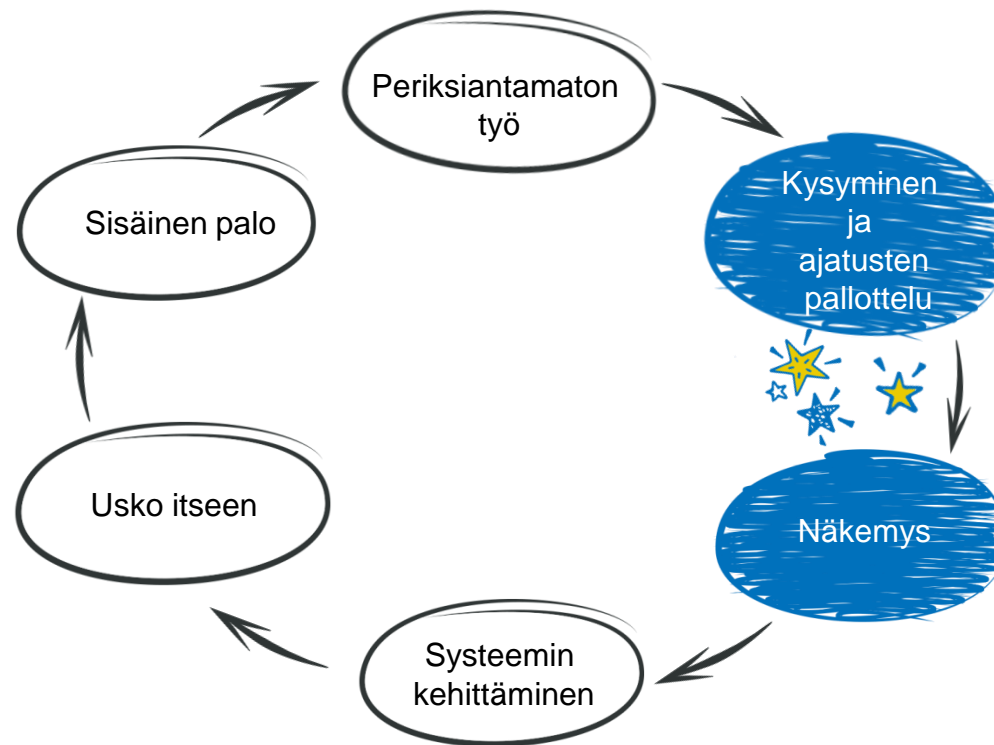 Periksiantamaton
työ
Kysyminen
ja
ajatusten
pallottelu
Näkemys
Systeemin
kehittäminen
Usko itseen
Sisäinen palo